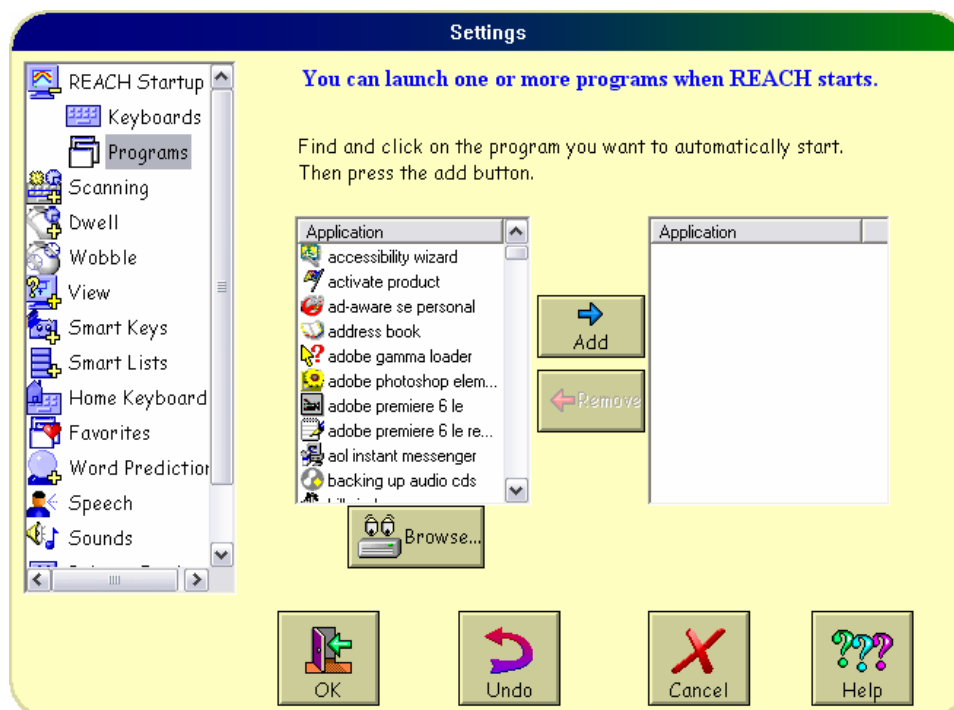 Settings
REACH Startup
Keyboards
Programs
Scanning
Dwell
Wobble
View
Smart Keys
Smart Lists
Home Keyboard
Favorites
Word Prediction
Speech
Sounds
You can launch one or more programs when REACH starts.
Find and click on the program you want to automatically start.
Then press the add button.
Application
accessibility wizard
activate product
ad-aware se personal
address book
adobe gamma loader
adobe photoshop elem...
adobe premiere 6 le
adobe premiere 6 le re...
aol instant messenger
backing up audio cds
Browse...
Add
Remove
Application
OK
Undo
Cancel
Help